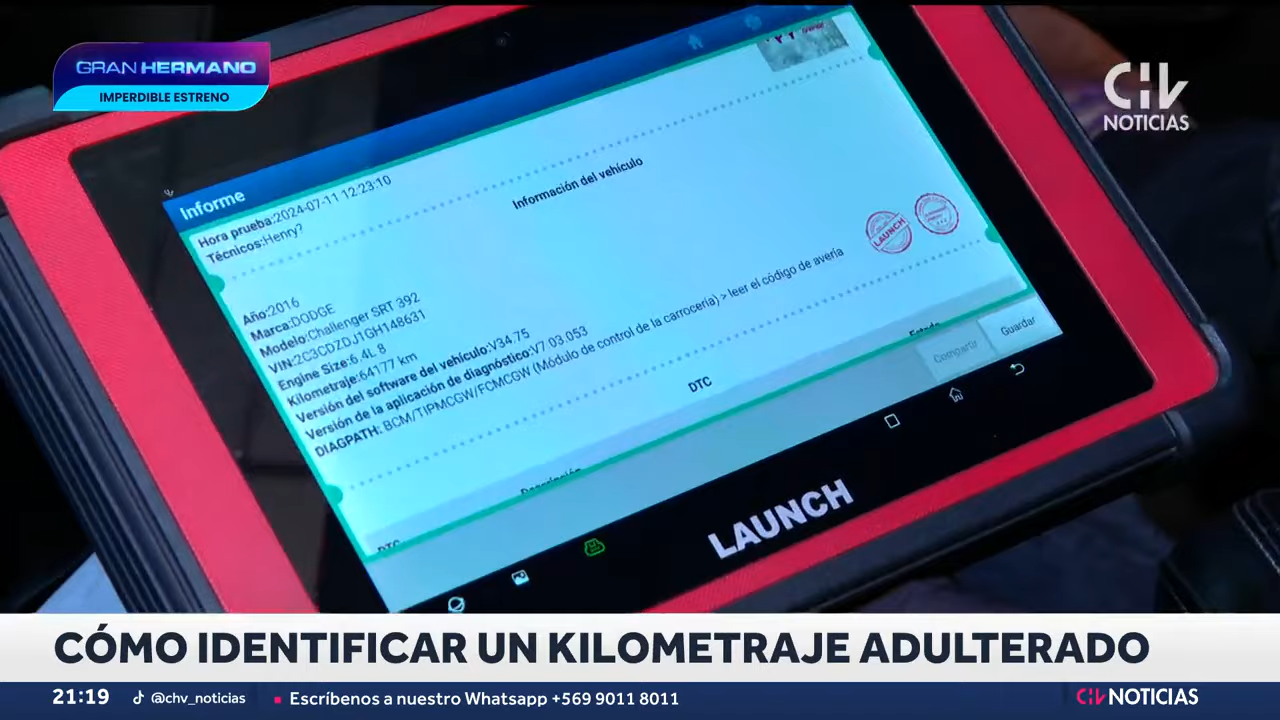 GRAN HERMANO
IMPERDIBLE ESTRENO
CHV
NOTICIAS
Informe
Hora prueba:2024-07-11 12:23:10
Técnicos:Henry?
Información del vehículo
Año:2016
Marca:DODGE
Modelo:Challenger SRT 392
VIN:2C3CDZDJ1GH148631
Engine Size:6.4L 8
Kilometraje:64177 km
Versión del software del vehículo:V34.75
Versión de la aplicación de diagnóstico:V7.03.053
DIAGPATH: BCM/TIPMCGW/FCMCGW (Módulo de control de la carrocería) > leer el código de avería
LAUNCH
DTC
Estado
Compartir
Guardar
Descripción
DTC
LAUNCH
CÓMO IDENTIFICAR UN KILOMETRAJE ADULTERADO
21:19
@chv_noticias
Escríbenos a nuestro Whatsapp +569 9011 8011
CHV NOTICIAS